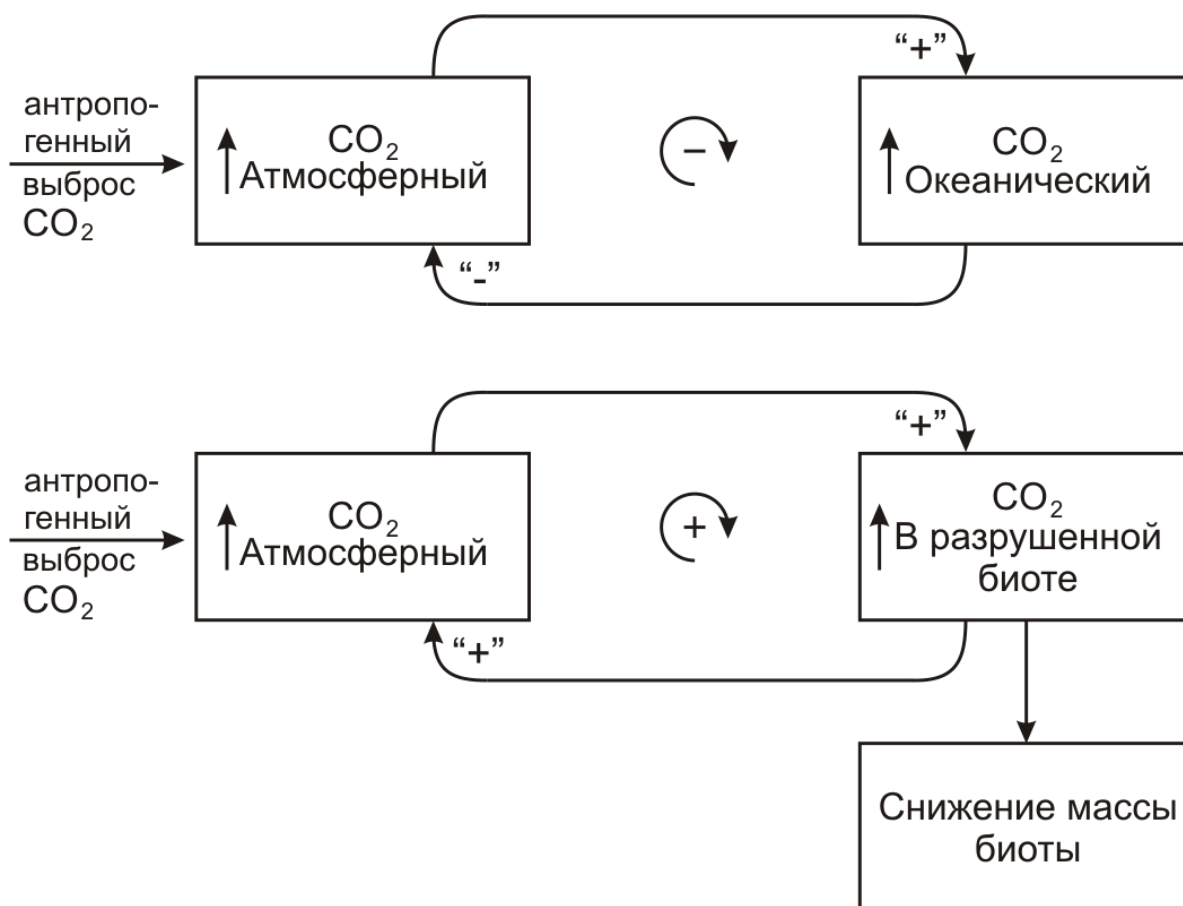 “+”
антропо-
генный
выброс
CO₂
CO₂
Атмосферный
−
CO₂
Океанический
“-”
“+”
антропо-
генный
выброс
CO₂
CO₂
Атмосферный
+
CO₂
В разрушенной
биоте
“+”
Снижение массы
биоты